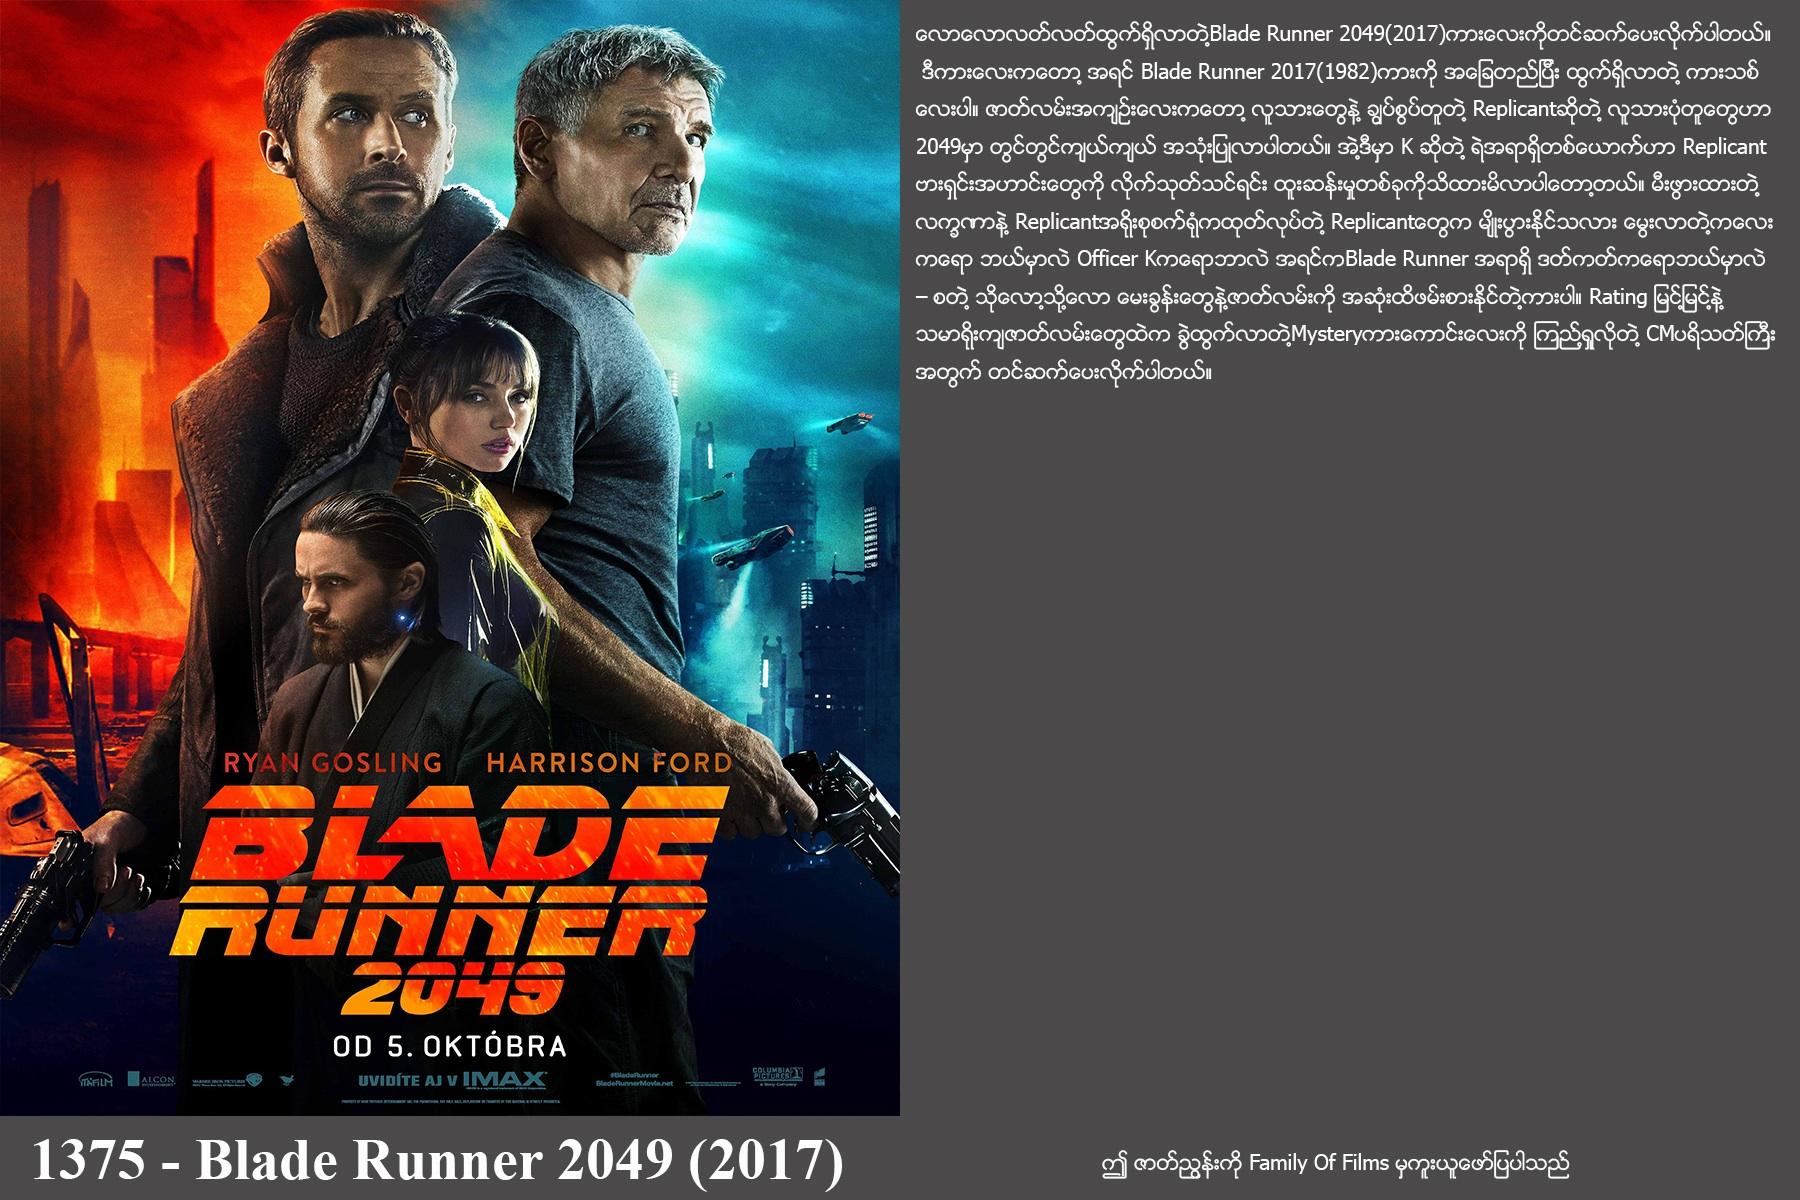 RYAN GOSLING HARRISON FORD
BLADE
RUNNER
2049
OD 5. OKTÓBRA
UVIDÍTE AJ V IMAX
#BladeRunner
BladeRunnerMovie.net
ALCON
COLUMBIA PICTURES
1375 - Blade Runner 2049 (2017)
လောလောလတ်လတ်ထွက်ရှိလာတဲ့Blade Runner 2049(2017)ကားလေးကိုတင်ဆက်ပေးလိုက်ပါတယ်။
ဒီကားလေးကတော့ အရင် Blade Runner 2017(1982)ကားကို အခြေတည်ပြီး ထွက်ရှိလာတဲ့ ကားသစ်
လေးပါ။ ဇာတ်လမ်းအကျဉ်းလေးကတော့ လူသားတွေနဲ့ ချွပ်စွပ်တူတဲ့ Replicantဆိုတဲ့ လူသားပုံတူတွေဟာ
2049မှာ တွင်တွင်ကျယ်ကျယ် အသုံးပြုလာပါတယ်။ အဲ့ဒီမှာ K ဆိုတဲ့ ရဲအရာရှိတစ်ယောက်ဟာ Replicant
ဗားရှင်းအဟောင်းတွေကို လိုက်သုတ်သင်ရင်း ထူးဆန်းမှုတစ်ခုကိုသိထားမိလာပါတော့တယ်။ မီးဖွားထားတဲ့
လက္ခဏာနဲ့ Replicantအရိုးစုစက်ရုံကထုတ်လုပ်တဲ့ Replicantတွေက မျိုးပွားနိုင်သလား မွေးလာတဲ့ကလေး
ကရော ဘယ်မှာလဲ Officer Kကရောဘာလဲ အရင်ကBlade Runner အရာရှိ ဒတ်ကတ်ကရောဘယ်မှာလဲ
– စတဲ့ သိုလော့သို့လော မေးခွန်းတွေနဲ့ဇာတ်လမ်းကို အဆုံးထိဖမ်းစားနိုင်တဲ့ကားပါ။ Rating မြင့်မြင့်နဲ့
သမာရိုးကျဇာတ်လမ်းတွေထဲက ခွဲထွက်လာတဲ့Mysteryကားကောင်းလေးကို ကြည့်ရှုလိုတဲ့ CMပရိသတ်ကြီး
အတွက် တင်ဆက်ပေးလိုက်ပါတယ်။
ဤ ဇာတ်ညွှန်းကို Family Of Films မှကူးယူဖော်ပြပါသည်